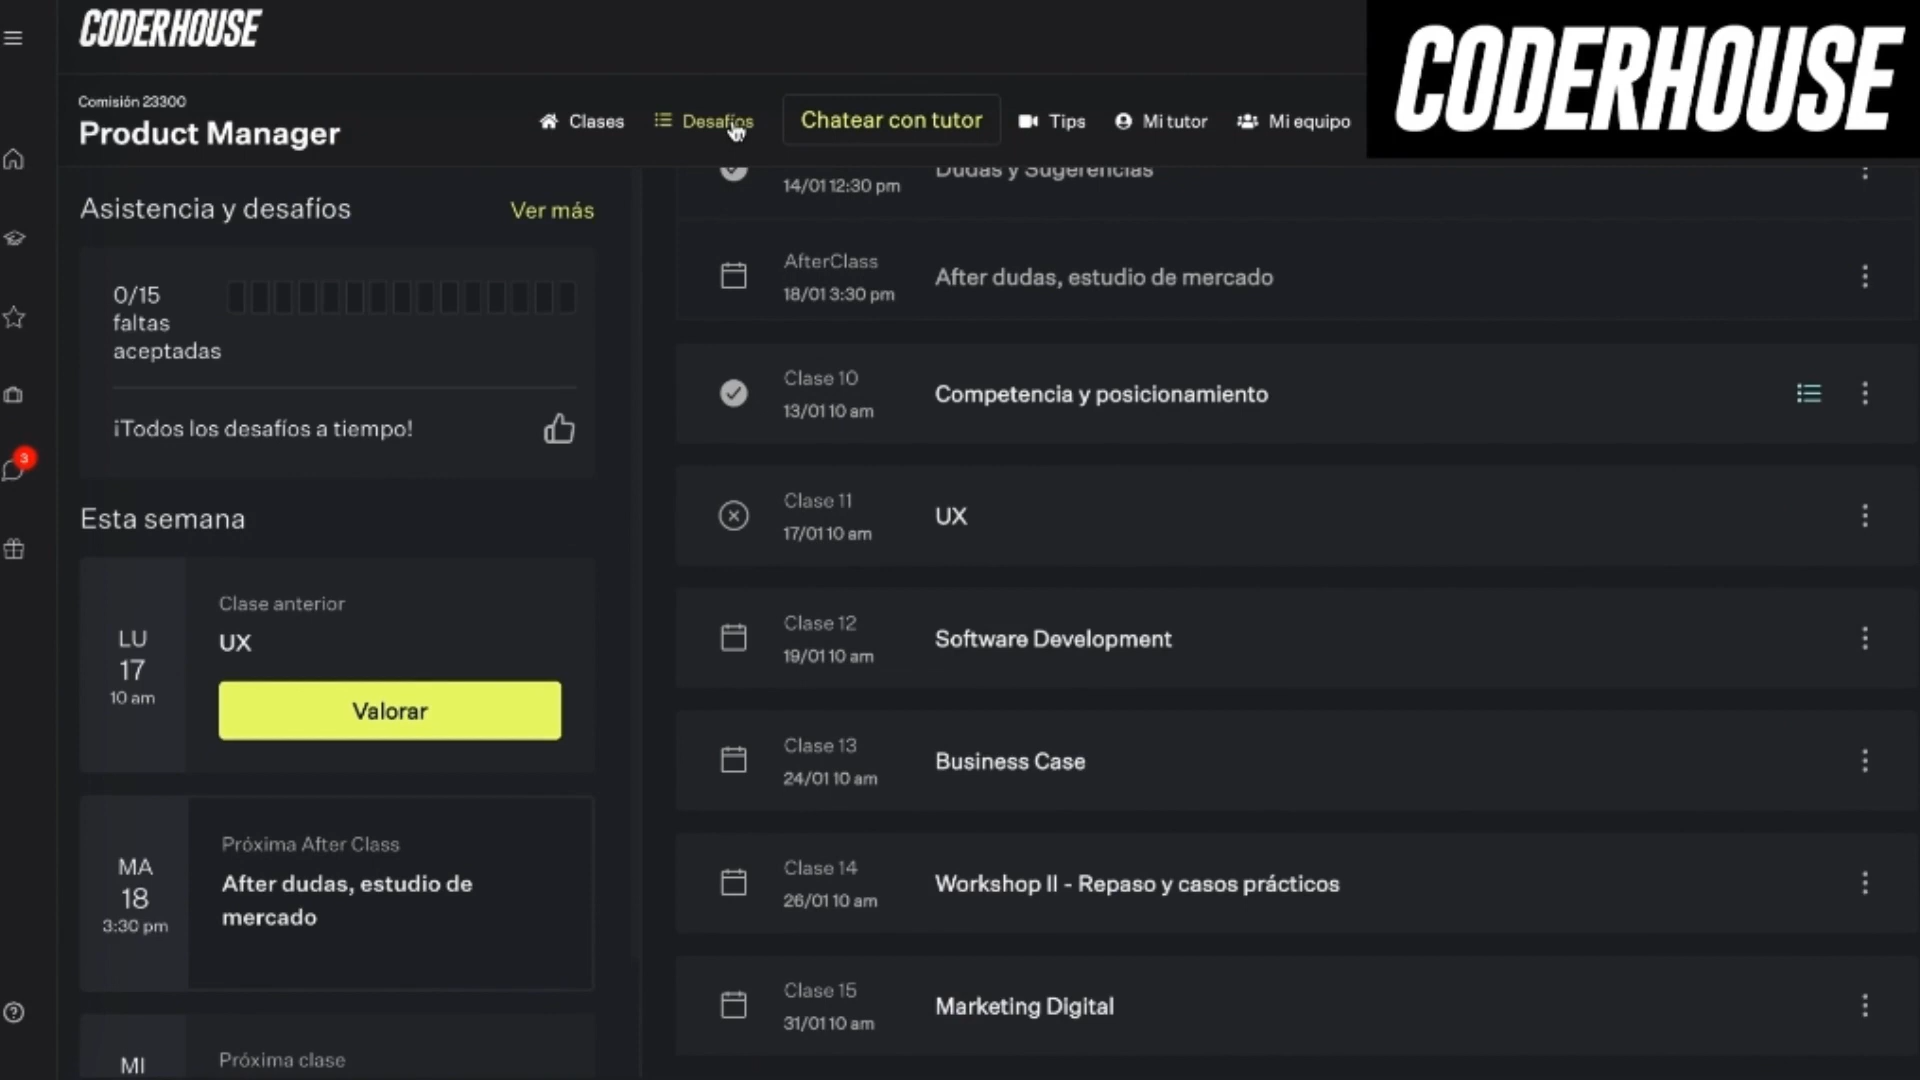 CODERHOUSE
CODERHOUSE
Comisión 23300
Product Manager
Clases
Desafíos
Chatear con tutor
Tips
Mi tutor
Mi equipo
Asistencia y desafíos
Ver más
0/15
faltas
aceptadas
¡Todos los desafíos a tiempo!
3
Esta semana
LU
17
10 am
Clase anterior
UX
Valorar
MA
18
3:30 pm
Próxima After Class
After dudas, estudio de
mercado
MI
Próxima clase
14/01 12:30 pm
Dudas y Sugerencias
AfterClass
18/01 3:30 pm
After dudas, estudio de mercado
Clase 10
13/01 10 am
Competencia y posicionamiento
Clase 11
17/01 10 am
UX
Clase 12
19/01 10 am
Software Development
Clase 13
24/01 10 am
Business Case
Clase 14
26/01 10 am
Workshop II - Repaso y casos prácticos
Clase 15
31/01 10 am
Marketing Digital